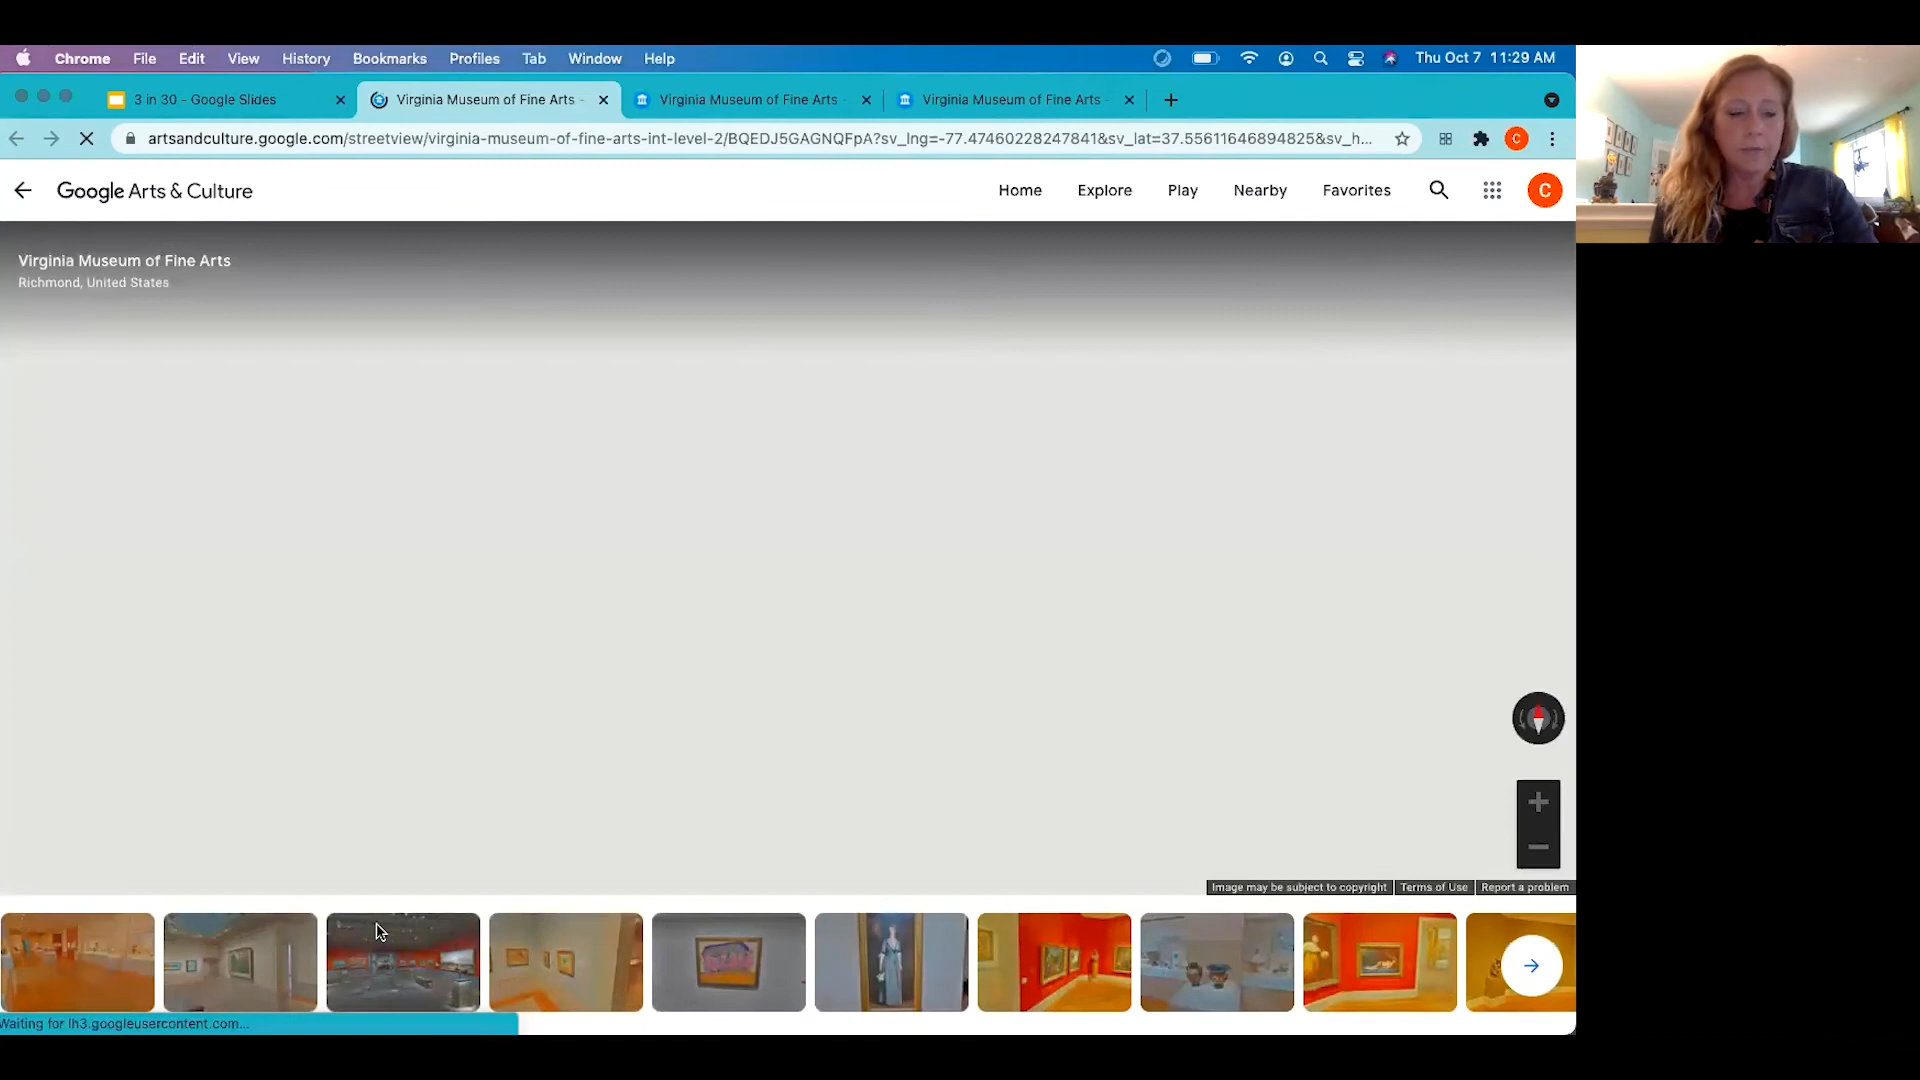 Chrome File Edit View History Bookmarks Profiles Tab Window Help Thu Oct 7 11:29 AM
3 in 30 - Google Slides Virginia Museum of Fine Arts - Virginia Museum of Fine Arts - Virginia Museum of Fine Arts -
artsandculture.google.com/streetview/virginia-museum-of-fine-arts-int-level-2/BQEDJ5GAGNQFpA?sv_lng=-77.47460228247841&sv_lat=37.55611646894825&sv_h... C
Google Arts & Culture Home Explore Play Nearby Favorites C
Virginia Museum of Fine Arts
Richmond, United States
Image may be subject to copyright Terms of Use Report a problem
Waiting for lh3.googleusercontent.com...